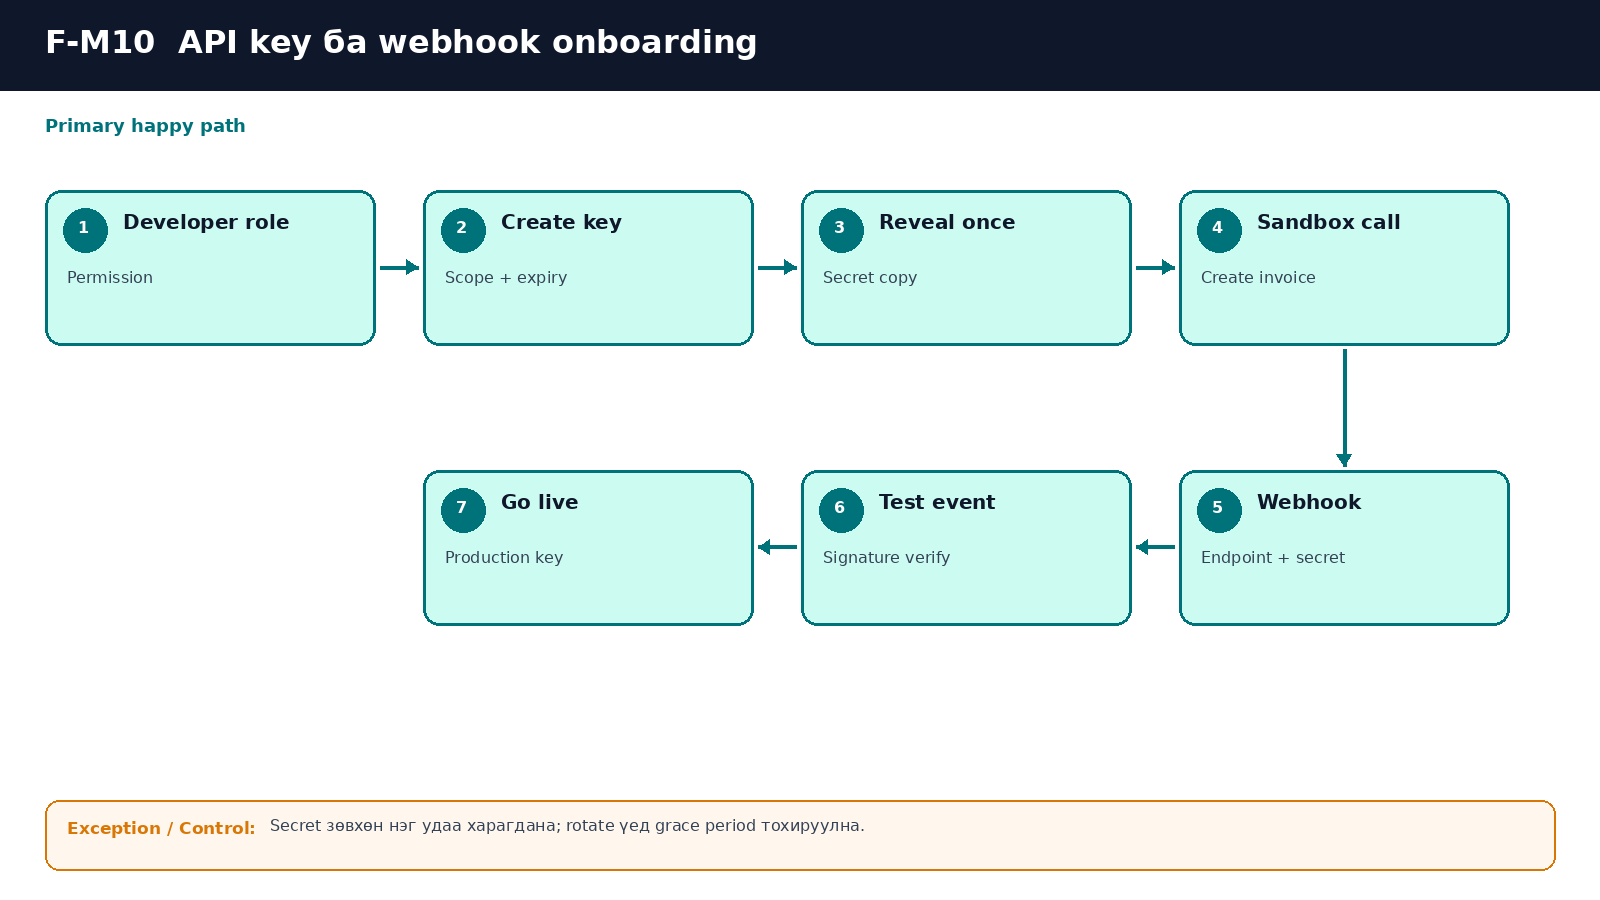 F-M10 API key ба webhook onboarding
Primary happy path
1 Developer role
Permission
2 Create key
Scope + expiry
3 Reveal once
Secret copy
4 Sandbox call
Create invoice
5 Webhook
Endpoint + secret
6 Test event
Signature verify
7 Go live
Production key
Exception / Control: Secret зөвхөн нэг удаа харагдана; rotate үед grace period тохируулна.